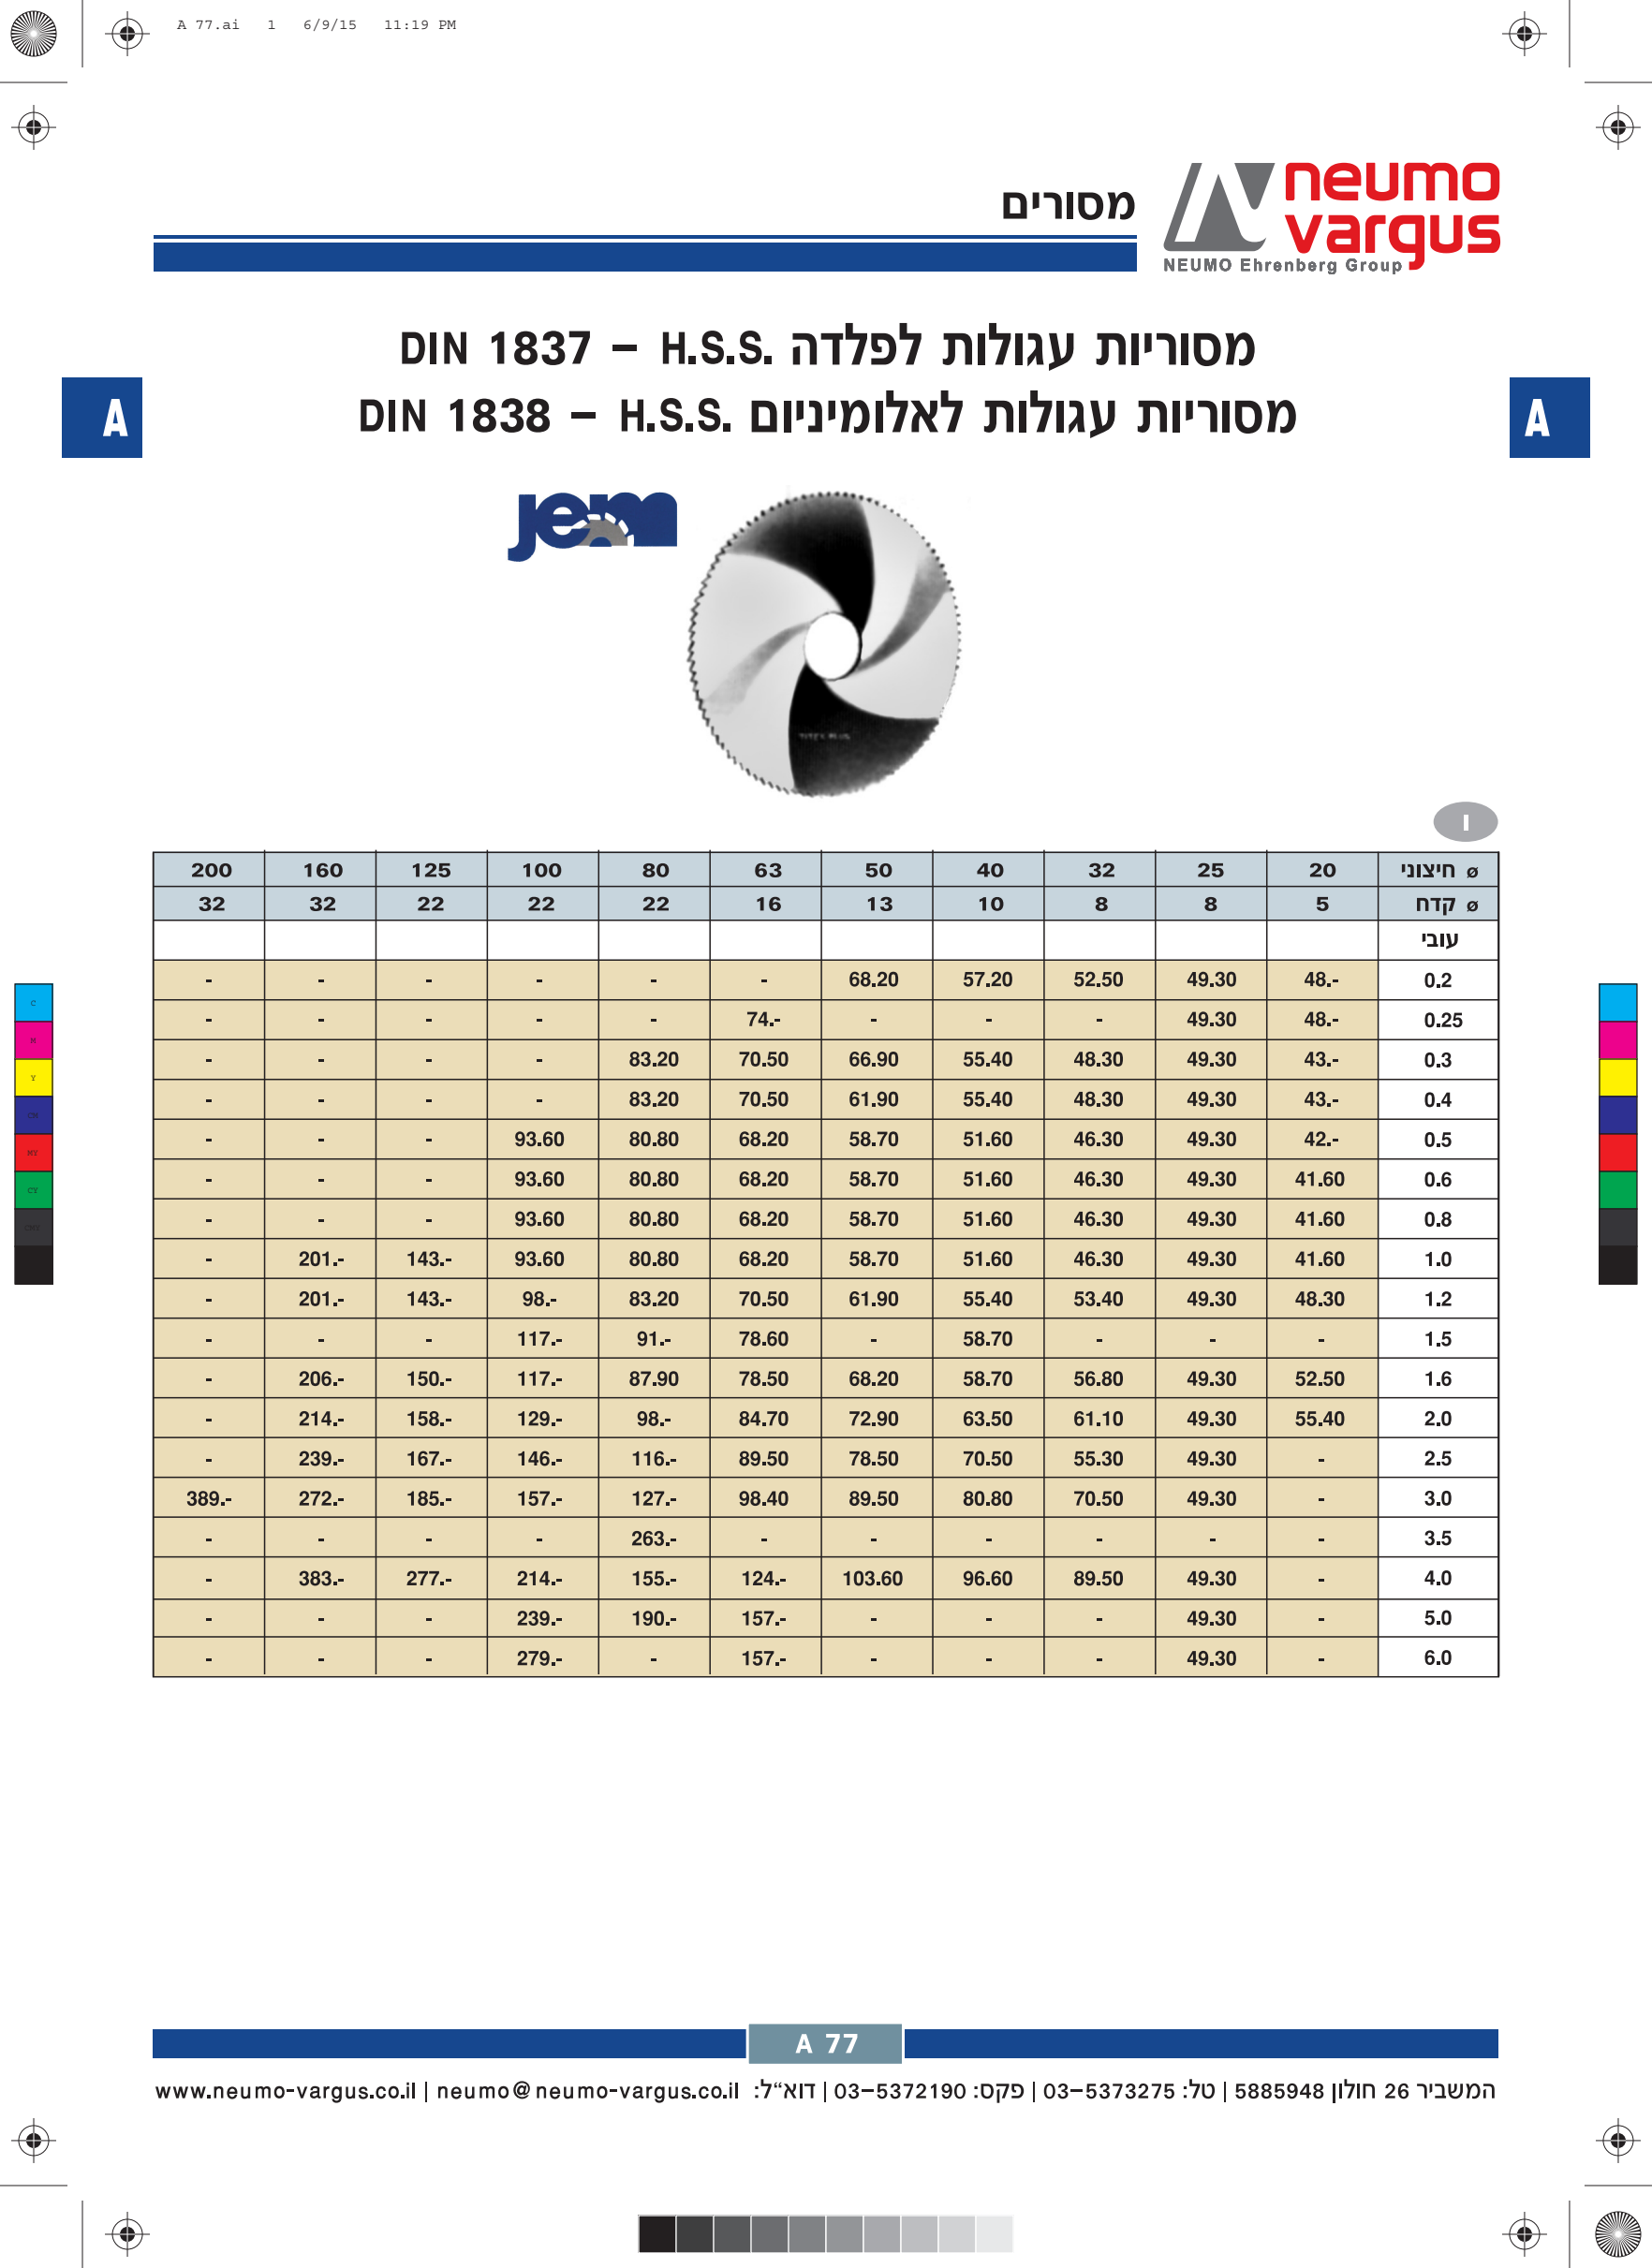 A 77.ai 1 6/9/15 11:19 PM
neumo
vargus
NEUMO Ehrenberg Group
מסורים
מסוריות עגולות לפלדה DIN 1837 – H.S.S.
מסוריות עגולות לאלומיניום DIN 1838 – H.S.S.
A A
jem
TITEX PLUS
I
ø חיצוני 20 25 32 40 50 63 80 100 125 160 200
ø קדח 5 8 8 10 13 16 22 22 22 32 32
עובי
0.2 48.- 49.30 52.50 57.20 68.20 - - - - - -
0.25 48.- 49.30 - - - 74.- - - - - -
0.3 43.- 49.30 48.30 55.40 66.90 70.50 83.20 - - - -
0.4 43.- 49.30 48.30 55.40 61.90 70.50 83.20 - - - -
0.5 42.- 49.30 46.30 51.60 58.70 68.20 80.80 93.60 - - -
0.6 41.60 49.30 46.30 51.60 58.70 68.20 80.80 93.60 - - -
0.8 41.60 49.30 46.30 51.60 58.70 68.20 80.80 93.60 - - -
1.0 41.60 49.30 46.30 51.60 58.70 68.20 80.80 93.60 143.- 201.- -
1.2 48.30 49.30 53.40 55.40 61.90 70.50 83.20 98.- 143.- 201.- -
1.5 - - - 58.70 - 78.60 91.- 117.- - - -
1.6 52.50 49.30 56.80 58.70 68.20 78.50 87.90 117.- 150.- 206.- -
2.0 55.40 49.30 61.10 63.50 72.90 84.70 98.- 129.- 158.- 214.- -
2.5 - 49.30 55.30 70.50 78.50 89.50 116.- 146.- 167.- 239.- -
3.0 - 49.30 70.50 80.80 89.50 98.40 127.- 157.- 185.- 272.- 389.-
3.5 - - - - - - 263.- - - - -
4.0 - 49.30 89.50 96.60 103.60 124.- 155.- 214.- 277.- 383.- -
5.0 - 49.30 - - - 157.- 190.- 239.- - - -
6.0 - 49.30 - - - 157.- - 279.- - - -
C
M
Y
CM
MY
CY
CMY
A 77
המשביר 26 חולון 5885948 | טל: 03–5373275 | פקס: 03–5372190 | דוא“ל: neumo@neumo-vargus.co.il | www.neumo-vargus.co.il